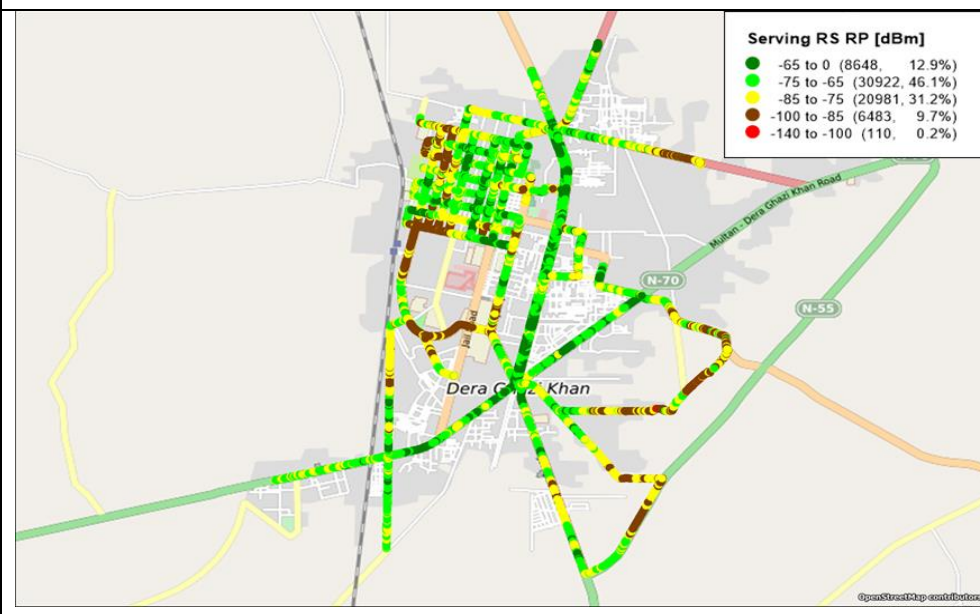 Serving RS RP [dBm]
-65 to 0 (8648, 12.9%)
-75 to -65 (30922, 46.1%)
-85 to -75 (20981, 31.2%)
-100 to -85 (6483, 9.7%)
-140 to -100 (110, 0.2%)
Multan - Dera Ghazi Khan Road
N-70
N-55
Road
Dera Khan
OpenStreetMap